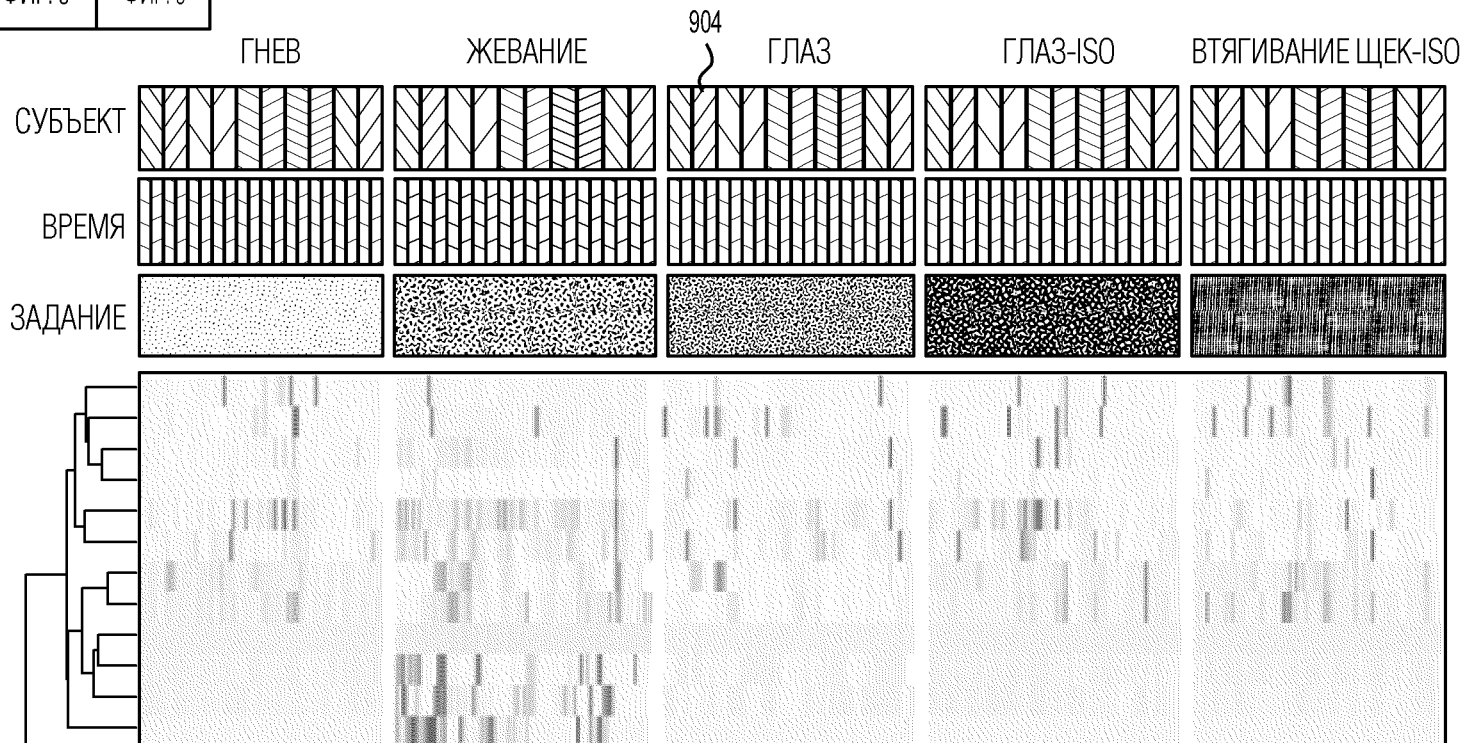 904
ГНЕВ ЖЕВАНИЕ ГЛАЗ ГЛАЗ-ISO ВТЯГИВАНИЕ ЩЕК-ISO
СУБЪЕКТ
ВРЕМЯ
ЗАДАНИЕ